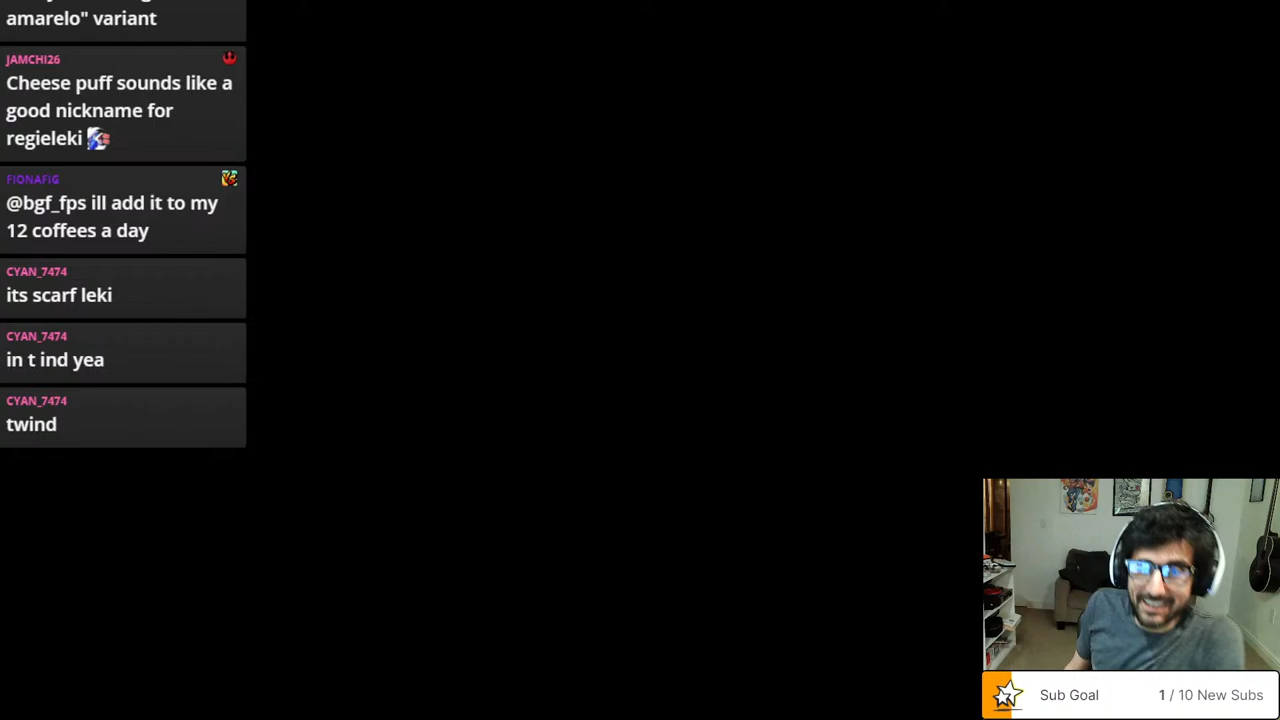 amarelo" variant
JAMCHI26
Cheese puff sounds like a
good nickname for
regieleki
FIONAFIG
@bgf_fps ill add it to my
12 coffees a day
CYAN_7474
its scarf leki
CYAN_7474
in t ind yea
CYAN_7474
twind
Sub Goal 1 / 10 New Subs